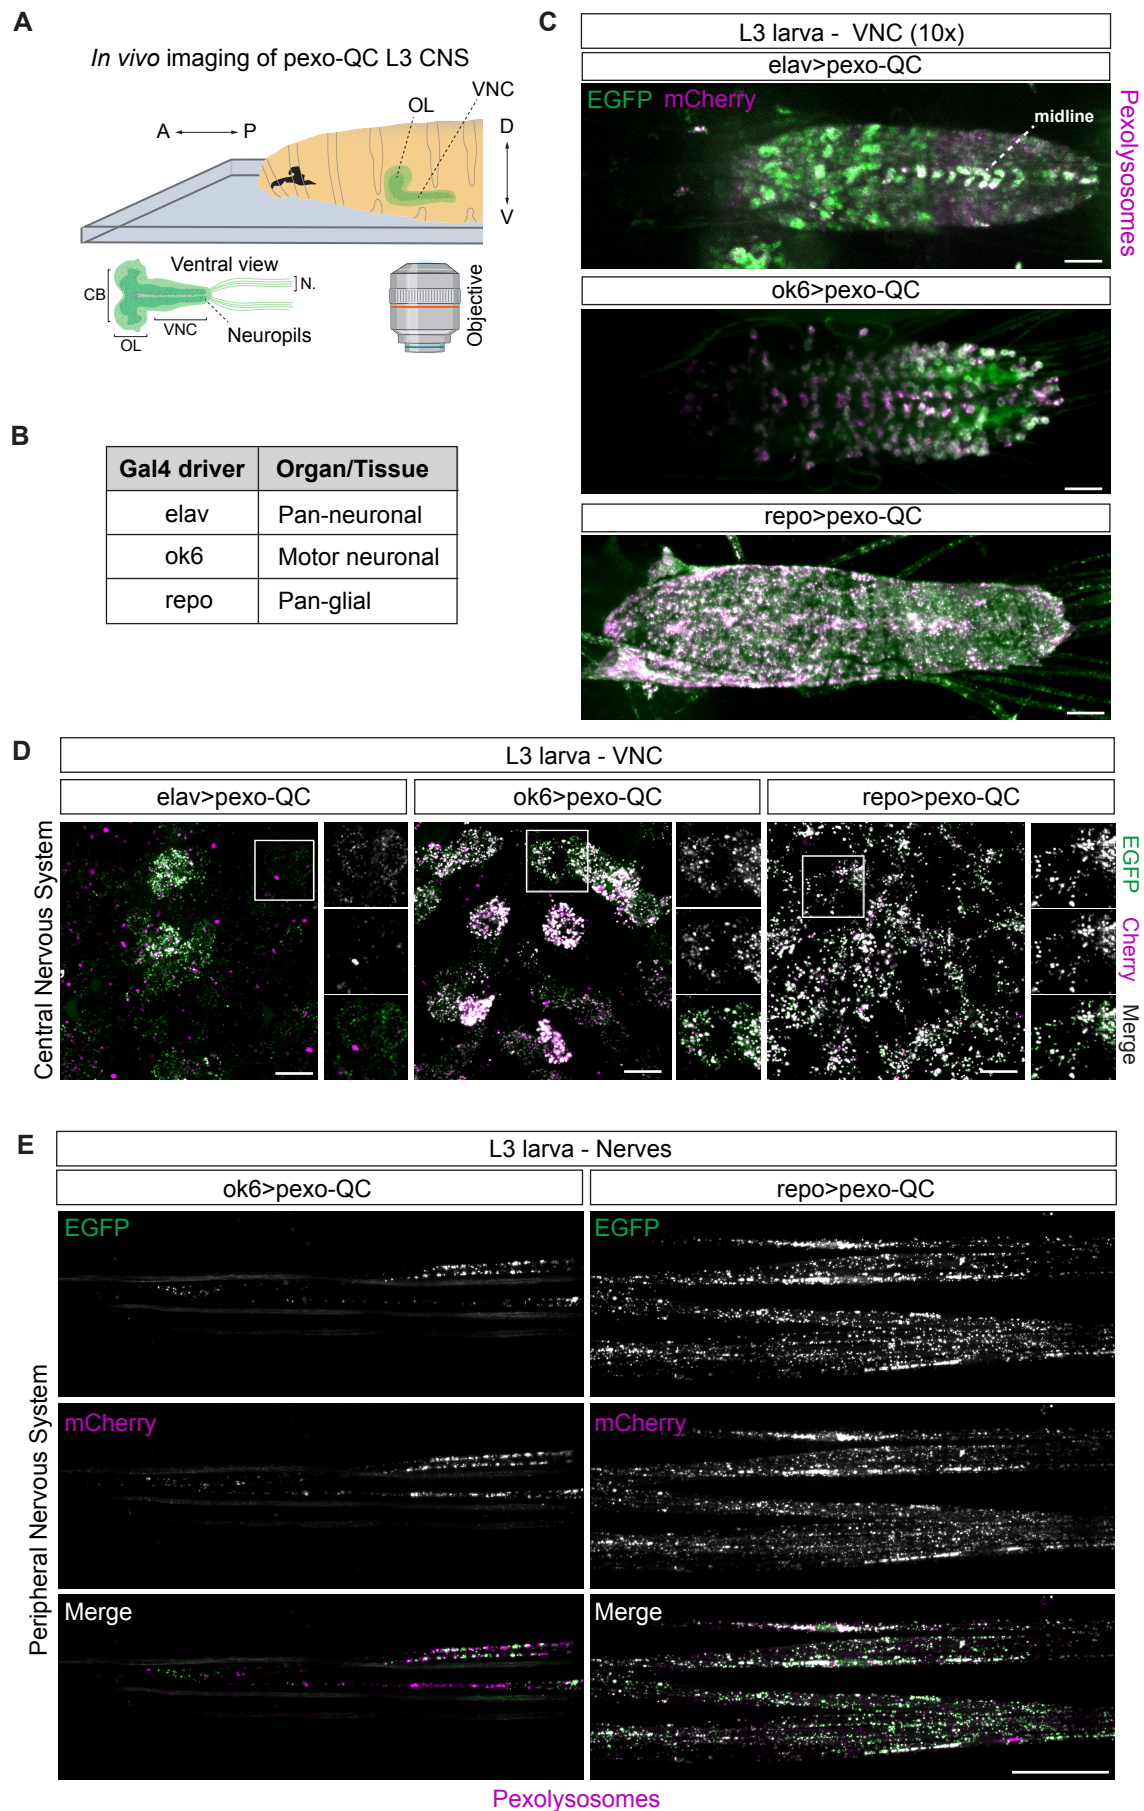 A
In vivo imaging of pexo-QC L3 CNS
VNC
OL
A
P
D
V
Ventral view
CB
N.
VNC
OL
Neuropils
Objective
B
Gal4 driver Organ/Tissue
elav Pan-neuronal
ok6 Motor neuronal
repo Pan-glial
C
L3 larva - VNC (10x)
elav>pexo-QC
EGFP mCherry
midline
Pexolysosomes
ok6>pexo-QC
repo>pexo-QC
D
L3 larva - VNC
elav>pexo-QC
ok6>pexo-QC
repo>pexo-QC
Central Nervous System
EGFP
Cherry
Merge
E
L3 larva - Nerves
ok6>pexo-QC
repo>pexo-QC
Peripheral Nervous System
EGFP
EGFP
mCherry
mCherry
Merge
Merge
Pexolysosomes